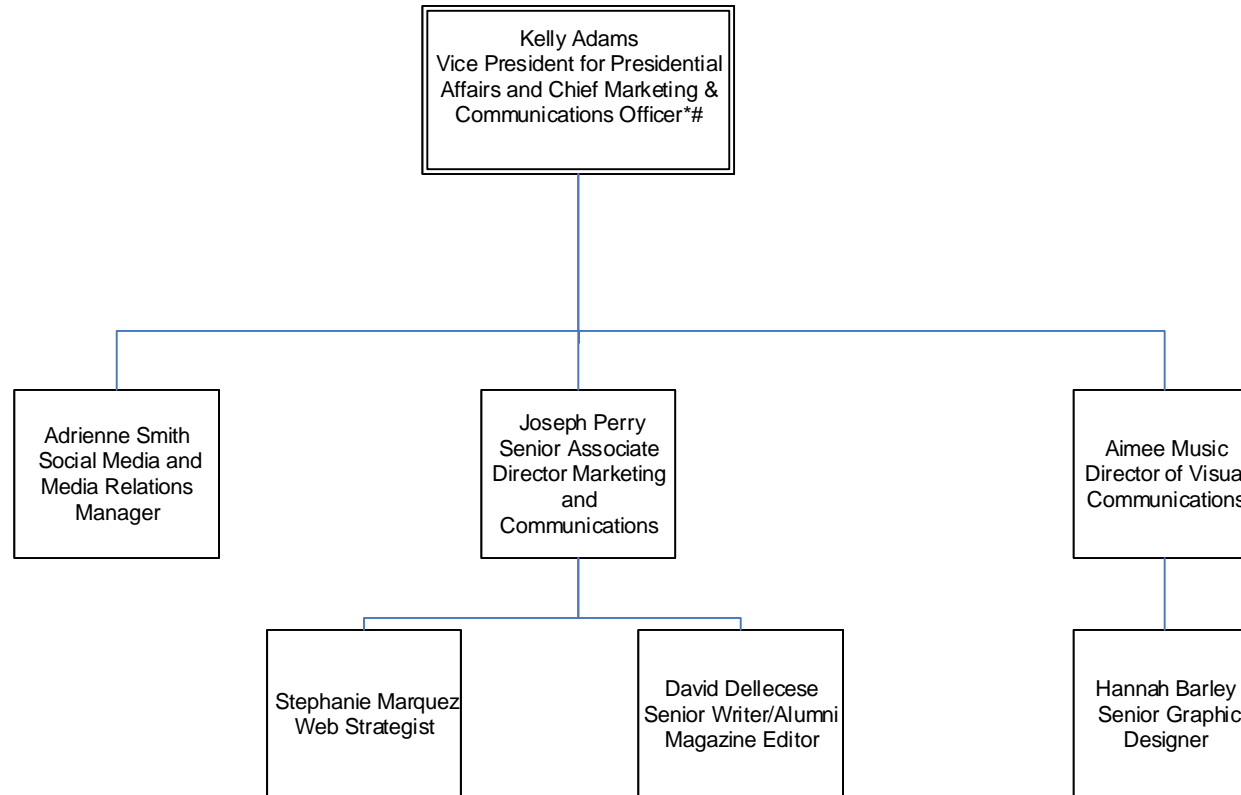 Kelly Adams
Vice President for Presidential
Affairs and Chief Marketing &
Communications Officer*#
Adrienne Smith
Social Media and
Media Relations
Manager
Joseph Perry
Senior Associate
Director Marketing
and
Communications
Aimee Music
Director of Visual
Communications
Stephanie Marquez
Web Strategist
David Dellecese
Senior Writer/Alumni
Magazine Editor
Hannah Barley
Senior Graphic
Designer